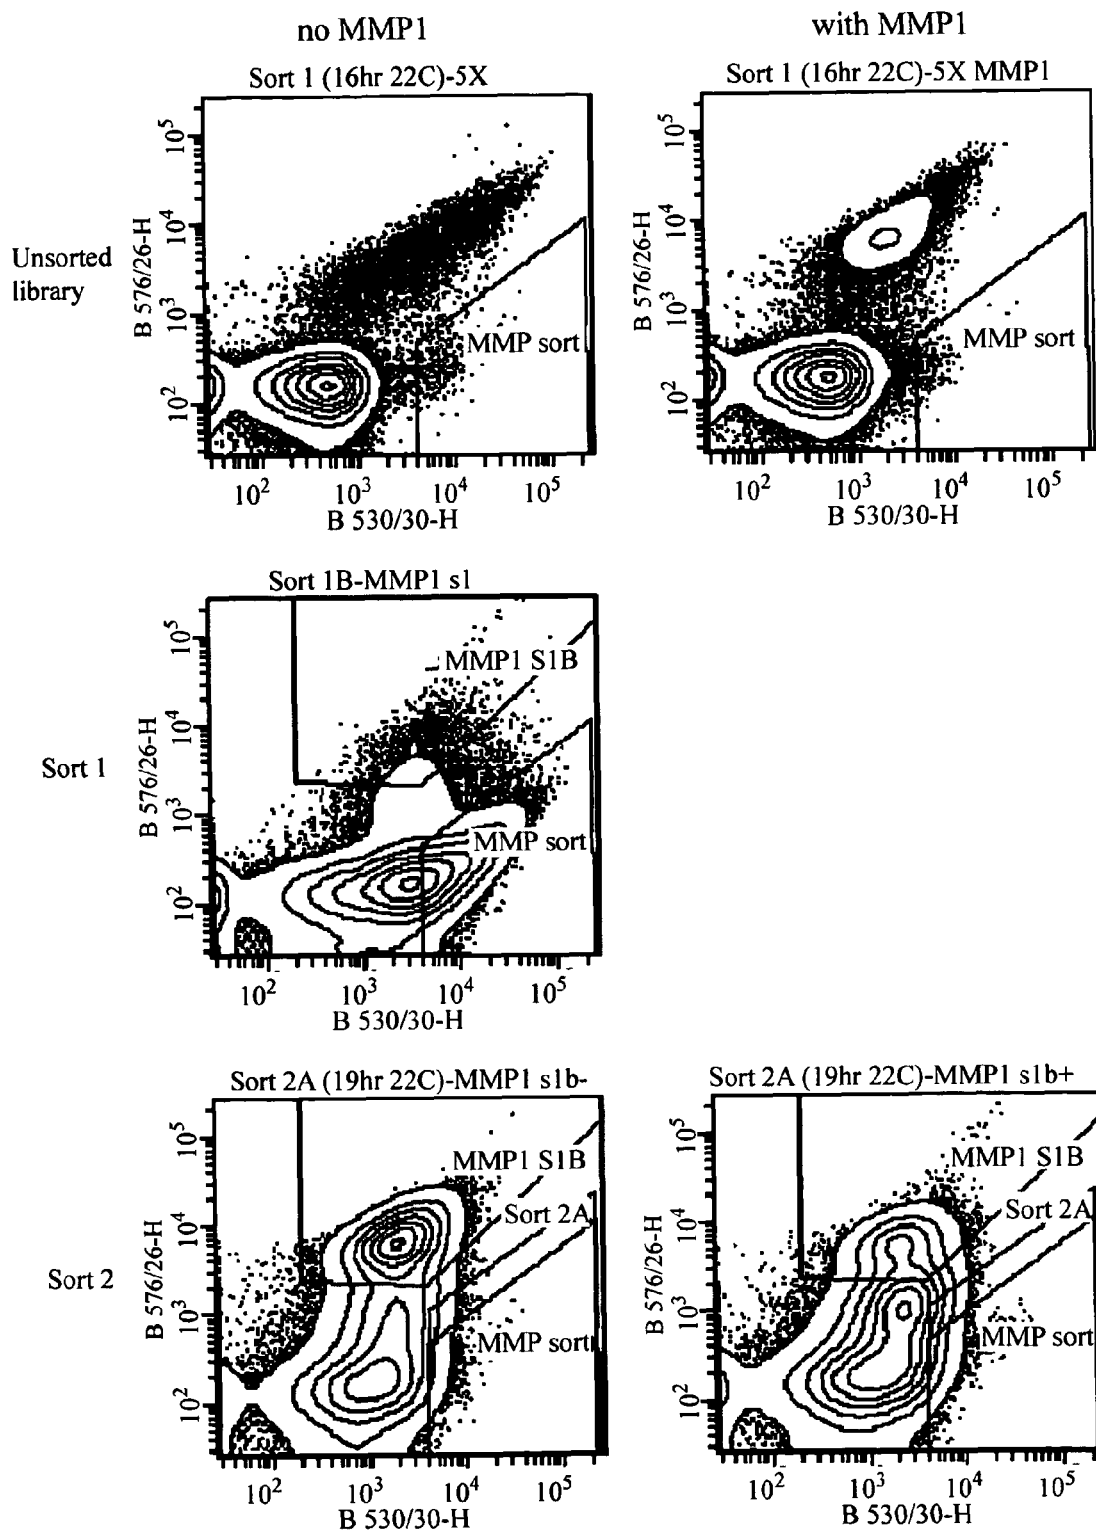 no MMP1
with MMP1
Sort 1 (16hr 22C)-5X
Sort 1 (16hr 22C)-5X MMP1
Unsorted
library
B 576/26-H
10^5
10^4
10^3
10^2
MMP sort
10^2 10^3 10^4 10^5
B 530/30-H
B 576/26-H
10^5
10^4
10^3
10^2
MMP sort
10^2 10^3 10^4 10^5
B 530/30-H
Sort 1B-MMP1 s1
Sort 1
B 576/26-H
10^5
10^4
10^3
10^2
MMP1 S1B
MMP sort
10^2 10^3 10^4 10^5
B 530/30-H
Sort 2A (19hr 22C)-MMP1 s1b-
Sort 2A (19hr 22C)-MMP1 s1b+
Sort 2
B 576/26-H
10^5
10^4
10^3
10^2
MMP1 S1B
Sort 2A
MMP sort
10^2 10^3 10^4 10^5
B 530/30-H
B 576/26-H
10^5
10^4
10^3
10^2
MMP1 S1B
Sort 2A
MMP sort
10^2 10^3 10^4 10^5
B 530/30-H